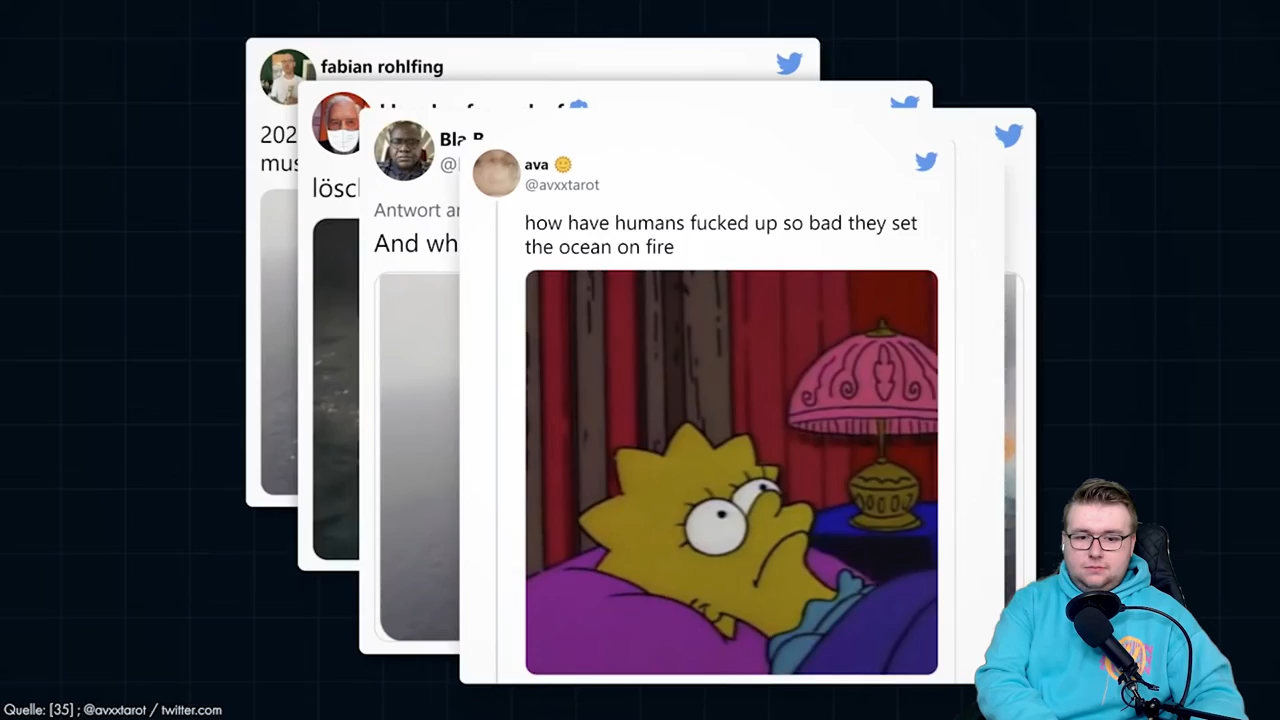 fabian rohlfing
202
mus
lösc
Bla B
@
Antwort an
And wh
ava
@avxxtarot
how have humans fucked up so bad they set
the ocean on fire
Quelle: [35] ; @avxxtarot / twitter.com